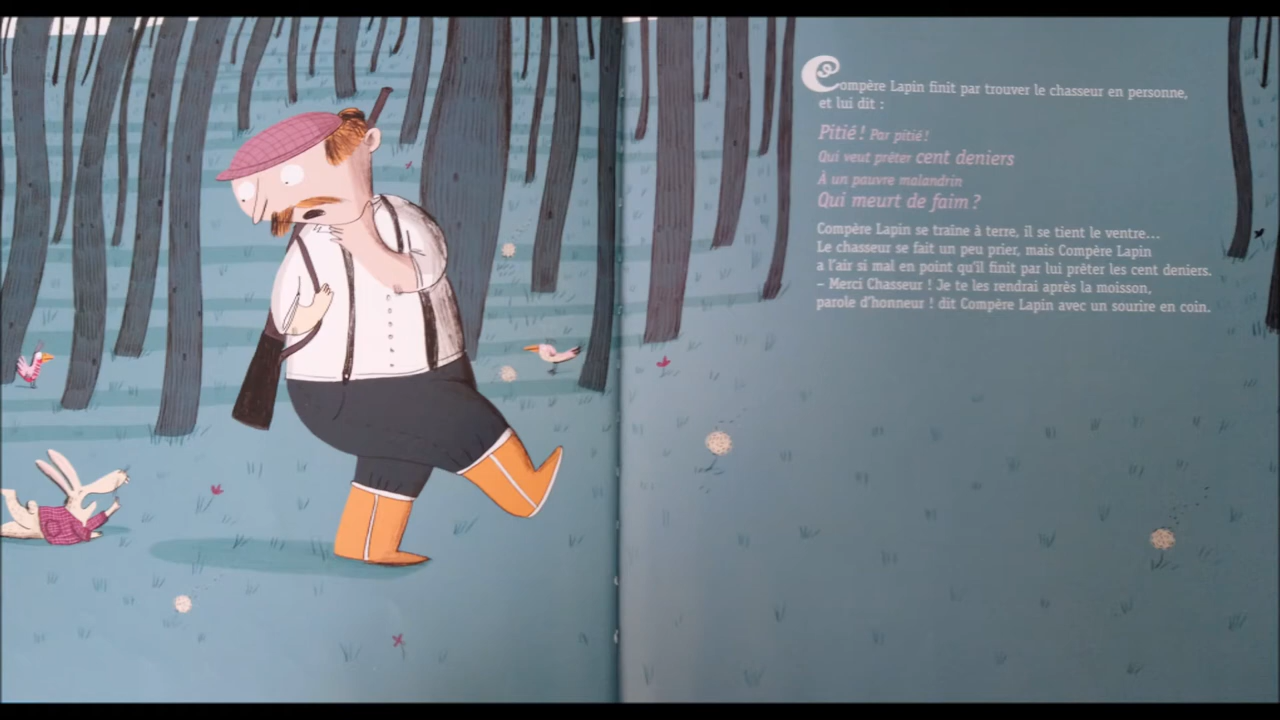 Compère Lapin finit par trouver le chasseur en personne,
et lui dit :
Pitié ! Par pitié !
Qui veut prêter cent deniers
À un pauvre malandrin
Qui meurt de faim ?
Compère Lapin se traîne à terre, il se tient le ventre...
Le chasseur se fait un peu prier, mais Compère Lapin
a l'air si mal en point qu'il finit par lui prêter les cent deniers.
– Merci Chasseur ! Je te les rendrai après la moisson,
parole d'honneur ! dit Compère Lapin avec un sourire en coin.